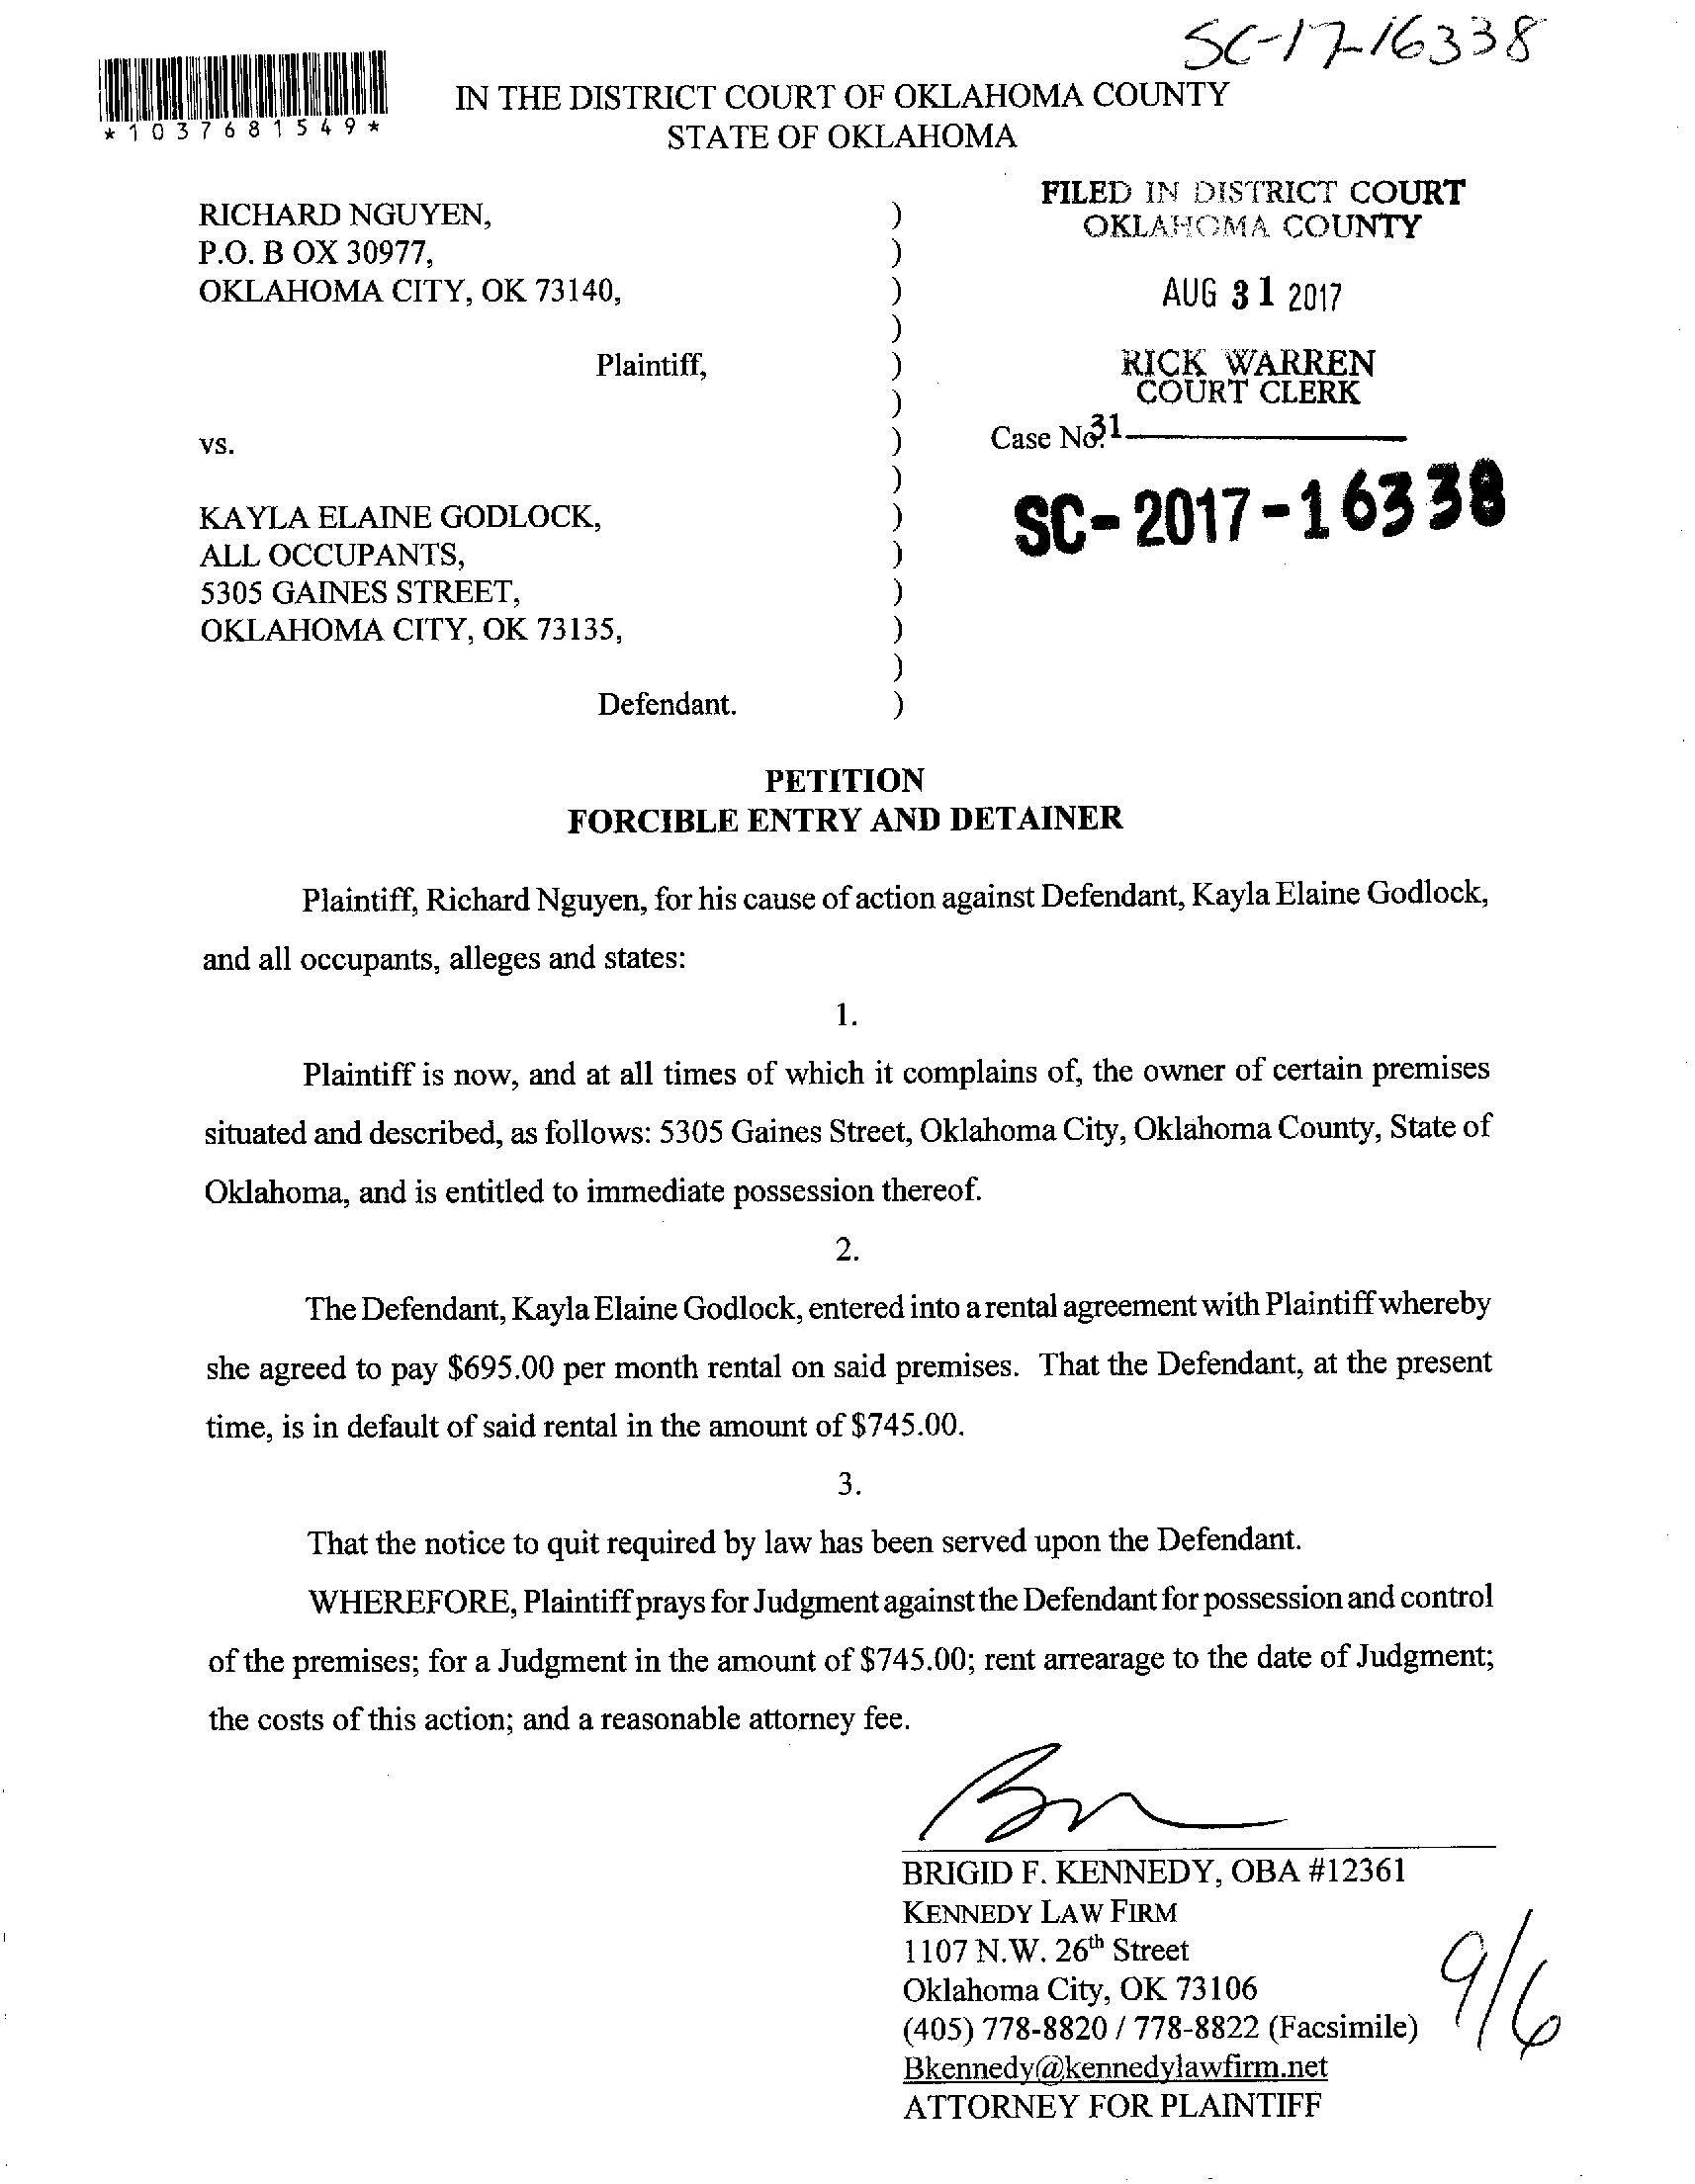 SC-17-16338
*1037681549*
IN THE DISTRICT COURT OF OKLAHOMA COUNTY
STATE OF OKLAHOMA
FILED IN DISTRICT COURT
OKLAHOMA COUNTY
AUG 31 2017
RICK WARREN
COURT CLERK
31
Case No.
SC-2017-16338
RICHARD NGUYEN, )
P.O. B OX 30977, )
OKLAHOMA CITY, OK 73140, )
)
Plaintiff, )
)
vs. )
)
KAYLA ELAINE GODLOCK, )
ALL OCCUPANTS, )
5305 GAINES STREET, )
OKLAHOMA CITY, OK 73135, )
)
Defendant. )
PETITION
FORCIBLE ENTRY AND DETAINER
Plaintiff, Richard Nguyen, for his cause of action against Defendant, Kayla Elaine Godlock,
and all occupants, alleges and states:
1.
Plaintiff is now, and at all times of which it complains of, the owner of certain premises
situated and described, as follows: 5305 Gaines Street, Oklahoma City, Oklahoma County, State of
Oklahoma, and is entitled to immediate possession thereof.
2.
The Defendant, Kayla Elaine Godlock, entered into a rental agreement with Plaintiff whereby
she agreed to pay $695.00 per month rental on said premises. That the Defendant, at the present
time, is in default of said rental in the amount of $745.00.
3.
That the notice to quit required by law has been served upon the Defendant.
WHEREFORE, Plaintiff prays for Judgment against the Defendant for possession and control
of the premises; for a Judgment in the amount of $745.00; rent arrearage to the date of Judgment;
the costs of this action; and a reasonable attorney fee.
BRIGID F. KENNEDY, OBA #12361
KENNEDY LAW FIRM
1107 N.W. 26th Street
Oklahoma City, OK 73106
(405) 778-8820 / 778-8822 (Facsimile)
Bkennedy@kennedylawfirm.net
ATTORNEY FOR PLAINTIFF
9/6